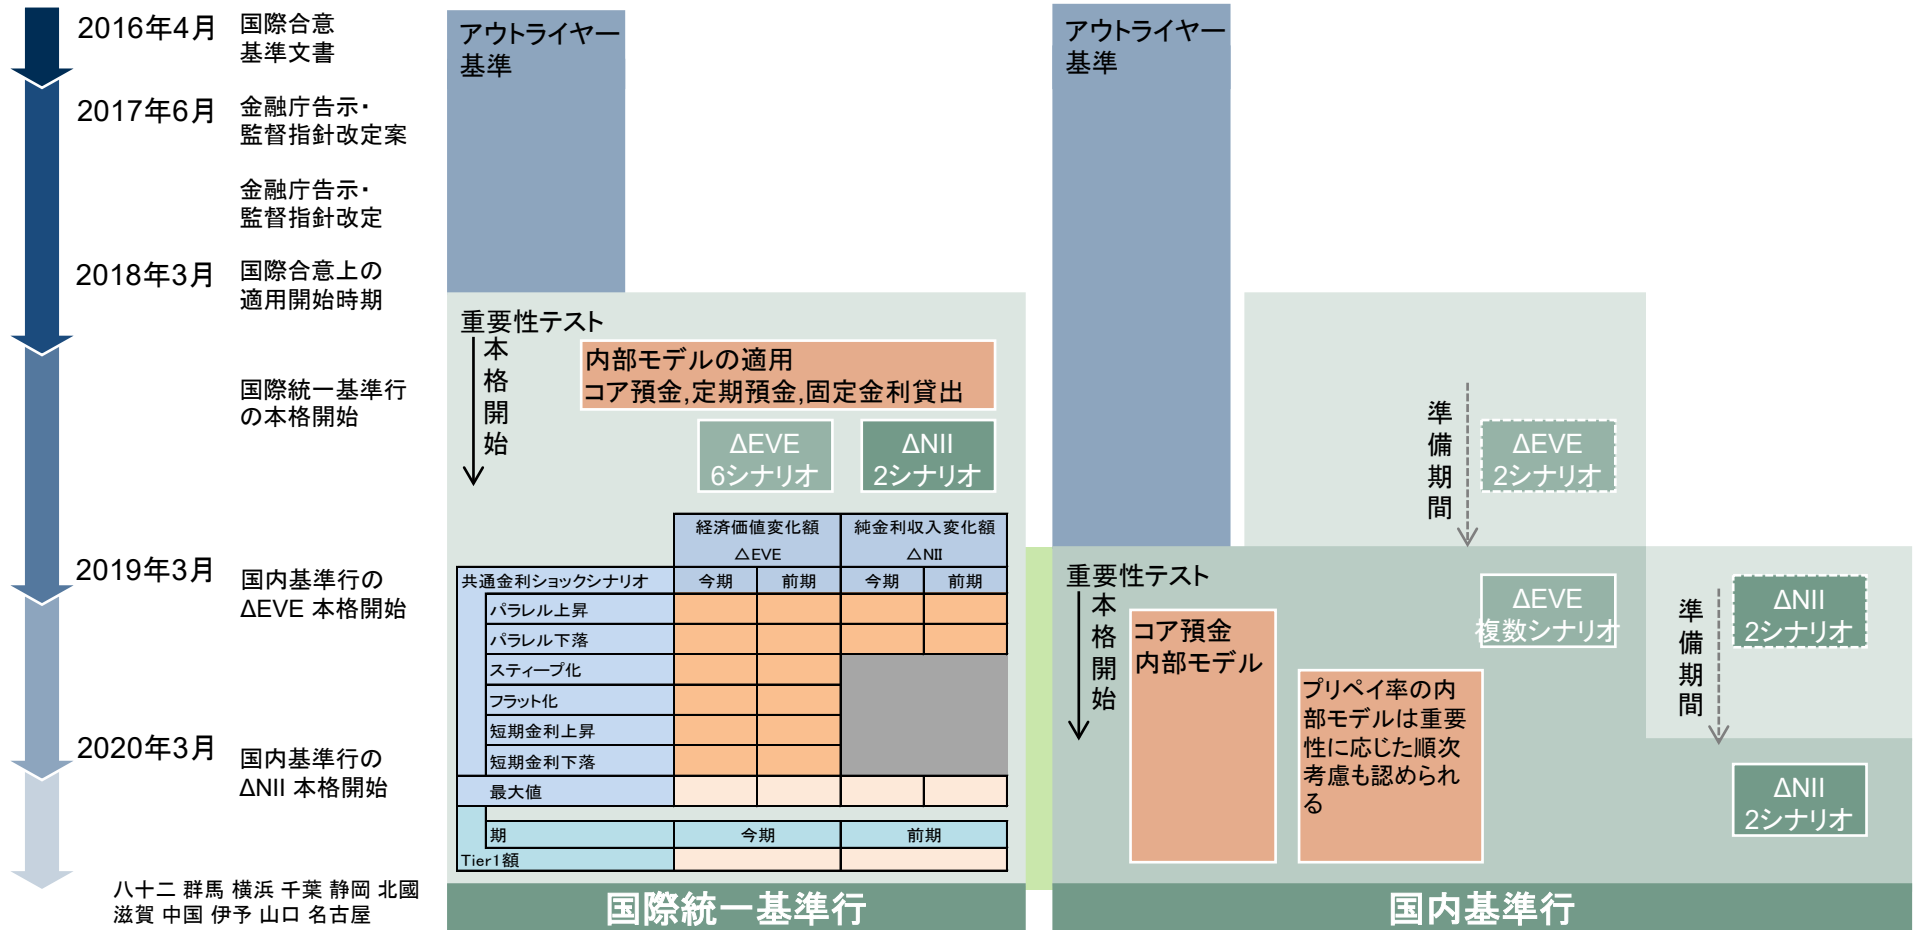 2016年4月
国際合意
基準文書
2017年6月
金融庁告示・
監督指針改定案
金融庁告示・
監督指針改定
2018年3月
国際合意上の
適用開始時期
国際統一基準行
の本格開始
2019年3月
国内基準行の
ΔEVE 本格開始
2020年3月
国内基準行の
ΔNII 本格開始
八十二 群馬 横浜 千葉 静岡 北國
滋賀 中国 伊予 山口 名古屋
アウトライヤー
基準
重要性テスト
本格開始
内部モデルの適用
コア預金,定期預金,固定金利貸出
ΔEVE
6シナリオ
ΔNII
2シナリオ
経済価値変化額 純金利収入変化額
△EVE △NII
共通金利ショックシナリオ 今期 前期 今期 前期
パラレル上昇
パラレル下落
スティープ化
フラット化
短期金利上昇
短期金利下落
最大値
期 今期 前期
Tier1額
国際統一基準行
アウトライヤー
基準
準備期間
ΔEVE
2シナリオ
重要性テスト
本格開始
コア預金
内部モデル
プリペイ率の内
部モデルは重要
性に応じた順次
考慮も認められ
る
ΔEVE
複数シナリオ
準備期間
ΔNII
2シナリオ
ΔNII
2シナリオ
国内基準行